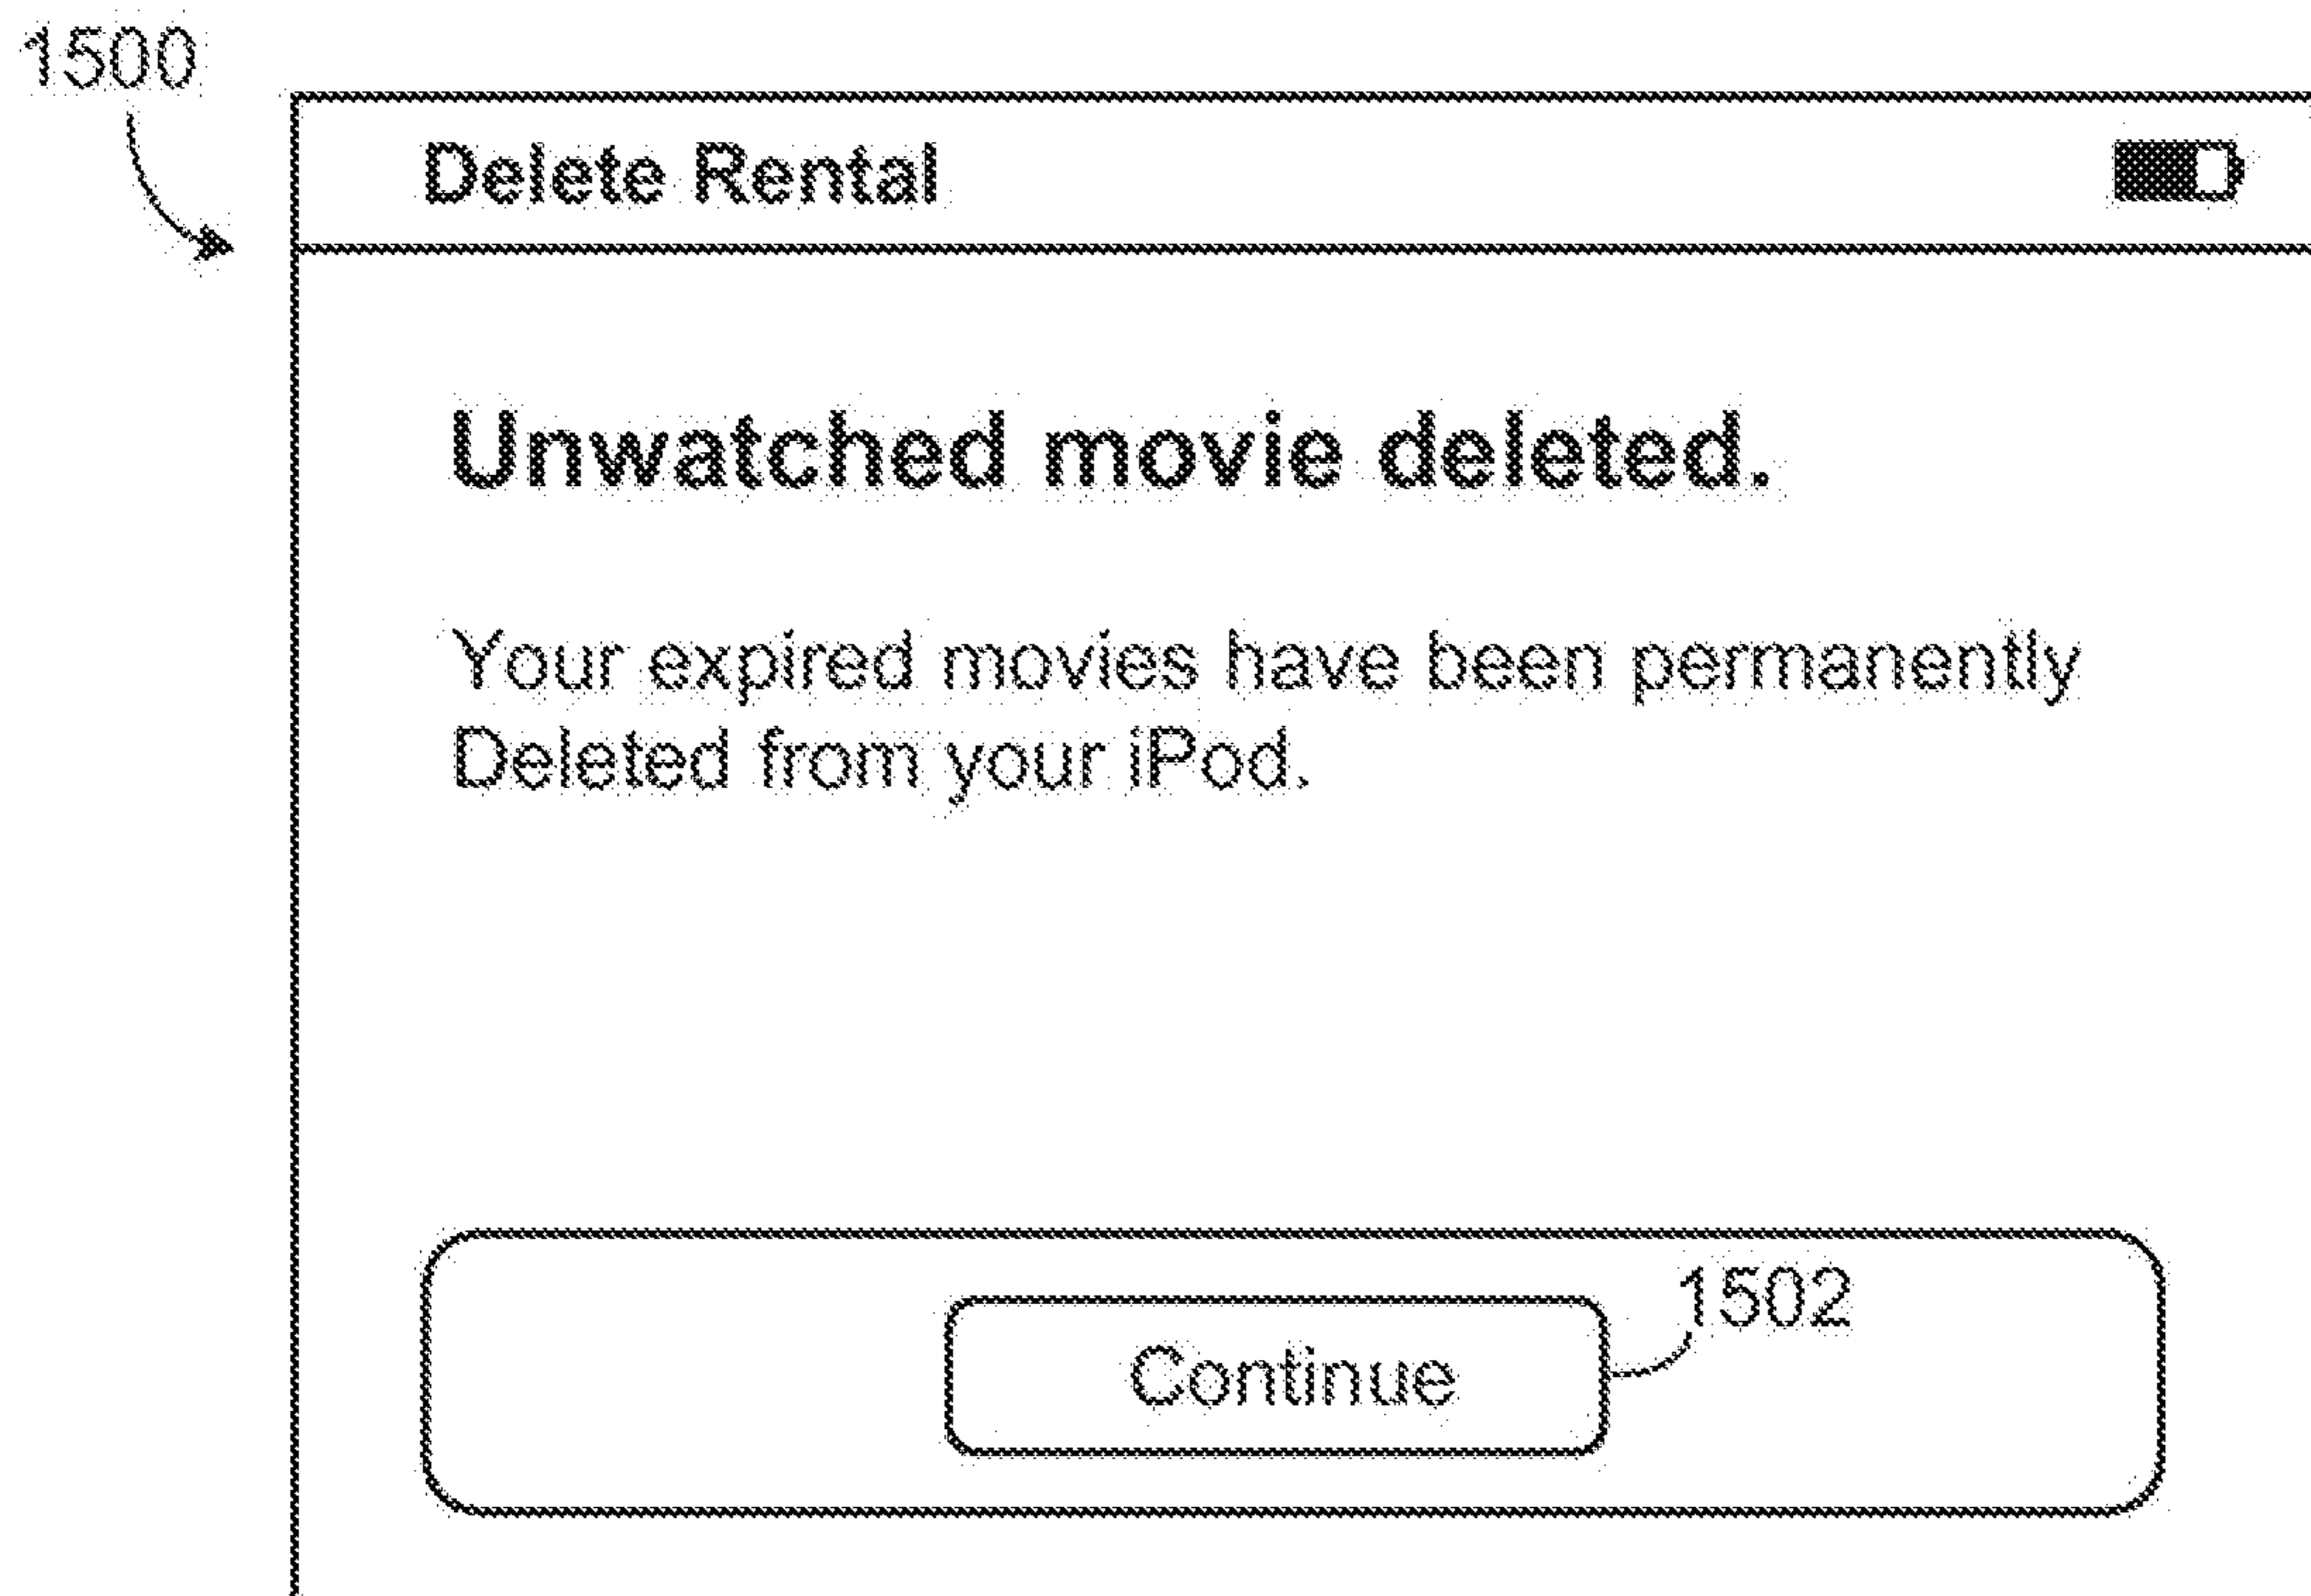 1500
Delete Rental
Unwatched movie deleted.
Your expired movies have been permanently
Deleted from your iPod.
1502
Continue